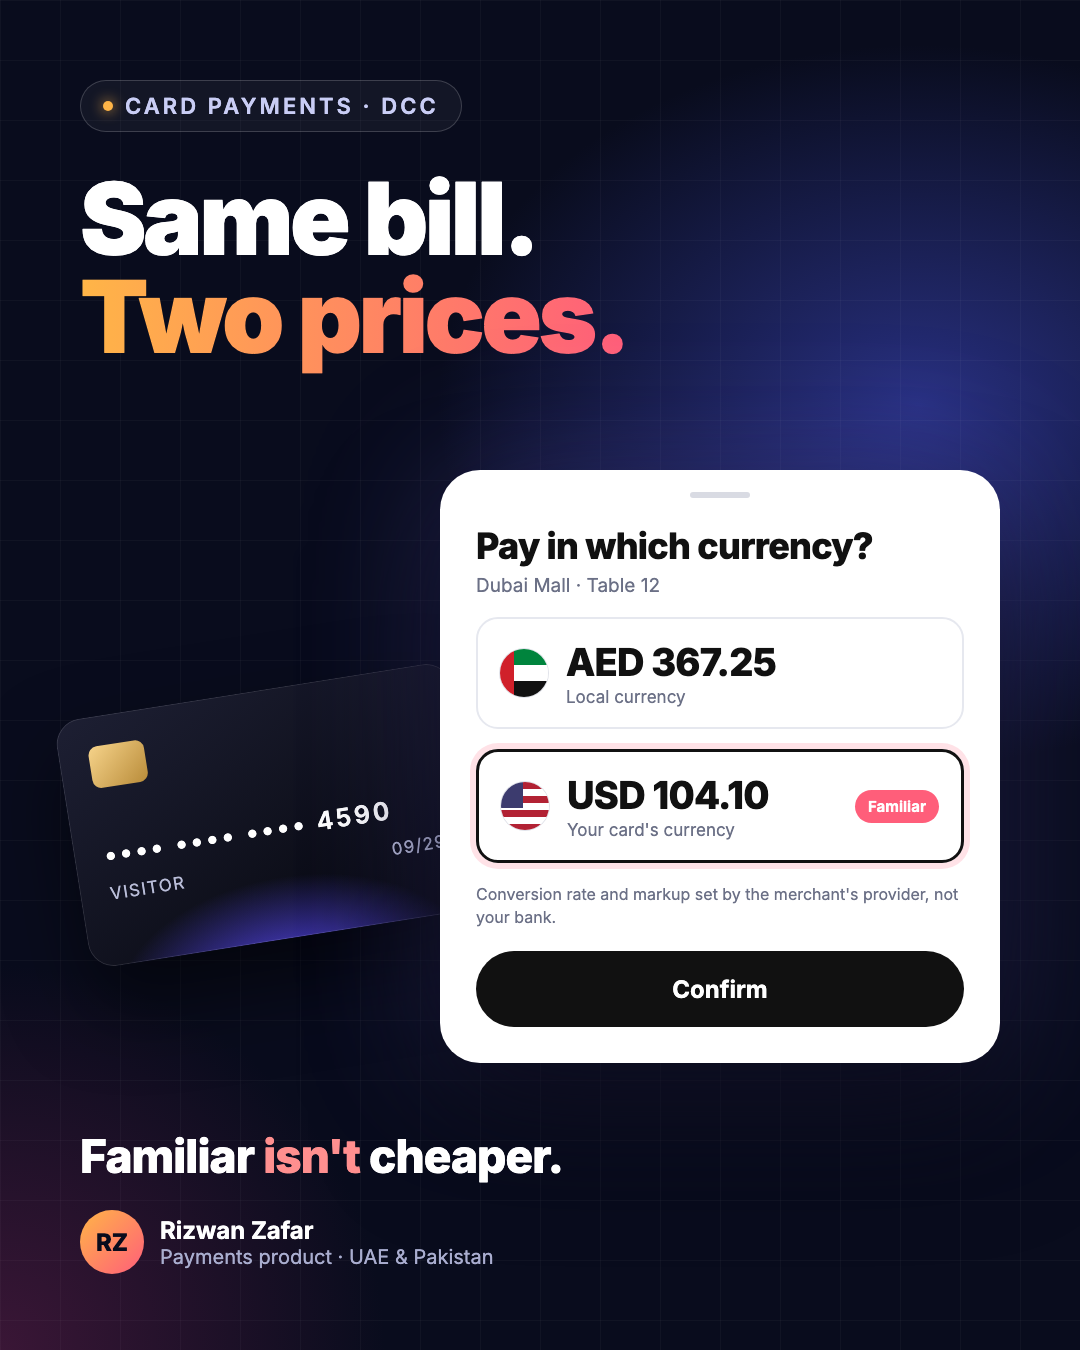 CARD PAYMENTS · DCC
Same bill.
Two prices.
Pay in which currency?
Dubai Mall · Table 12
AED 367.25
Local currency
USD 104.10
Your card's currency
Familiar
Conversion rate and markup set by the merchant's provider, not
your bank.
Confirm
•••• •••• •••• 4590
09/29
VISITOR
Familiar isn't cheaper.
RZ
Rizwan Zafar
Payments product · UAE & Pakistan